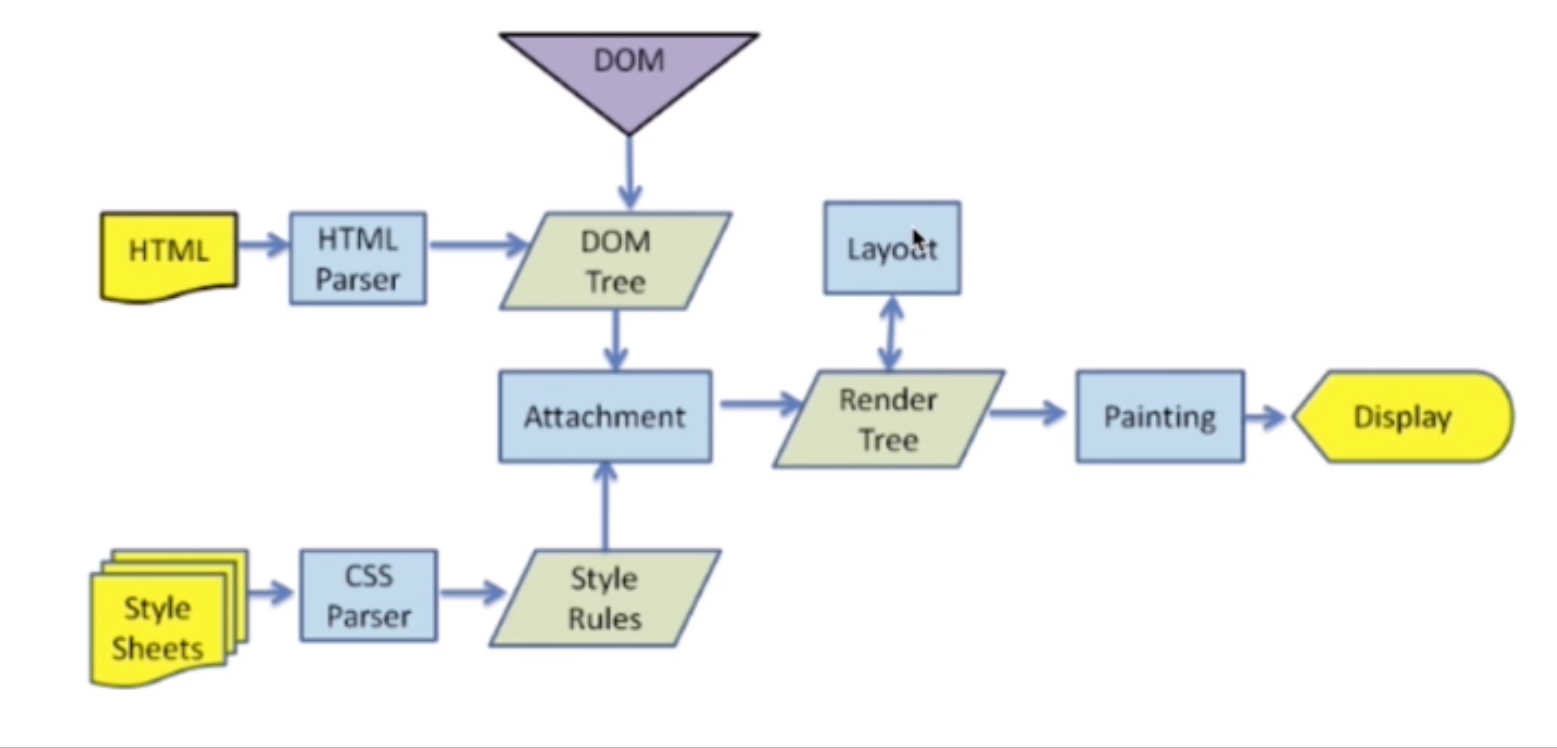 DOM
HTML
HTML
Parser
DOM
Tree
Layout
Attachment
Render
Tree
Painting
Display
Style
Sheets
CSS
Parser
Style
Rules